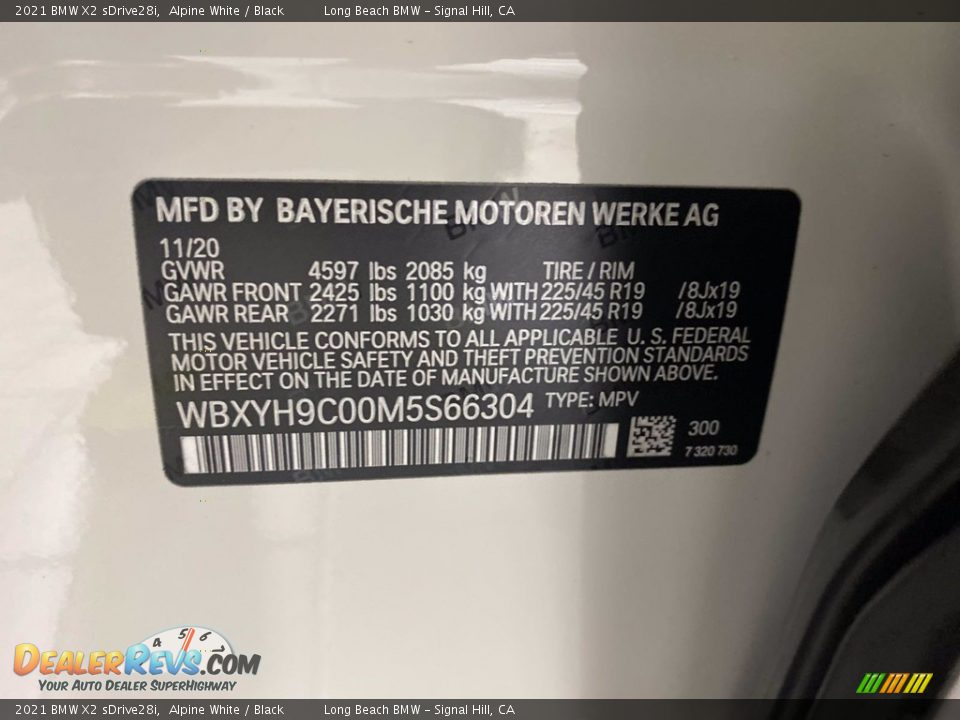 2021 BMW X2 sDrive28i, Alpine White / Black Long Beach BMW - Signal Hill, CA
MFD BY BAYERISCHE MOTOREN WERKE AG
11/20
GVWR 4597 lbs 2085 kg TIRE / RIM
GAWR FRONT 2425 lbs 1100 kg WITH 225/45 R19 /8Jx19
GAWR REAR 2271 lbs 1030 kg WITH 225/45 R19 /8Jx19
THIS VEHICLE CONFORMS TO ALL APPLICABLE U. S. FEDERAL
MOTOR VEHICLE SAFETY AND THEFT PREVENTION STANDARDS
IN EFFECT ON THE DATE OF MANUFACTURE SHOWN ABOVE.
WBXYH9C00M5S66304 TYPE: MPV
300
7 320 730
4 5 6
DEALERREVS.COM
YOUR AUTO DEALER SUPERHIGHWAY
2021 BMW X2 sDrive28i, Alpine White / Black Long Beach BMW - Signal Hill, CA